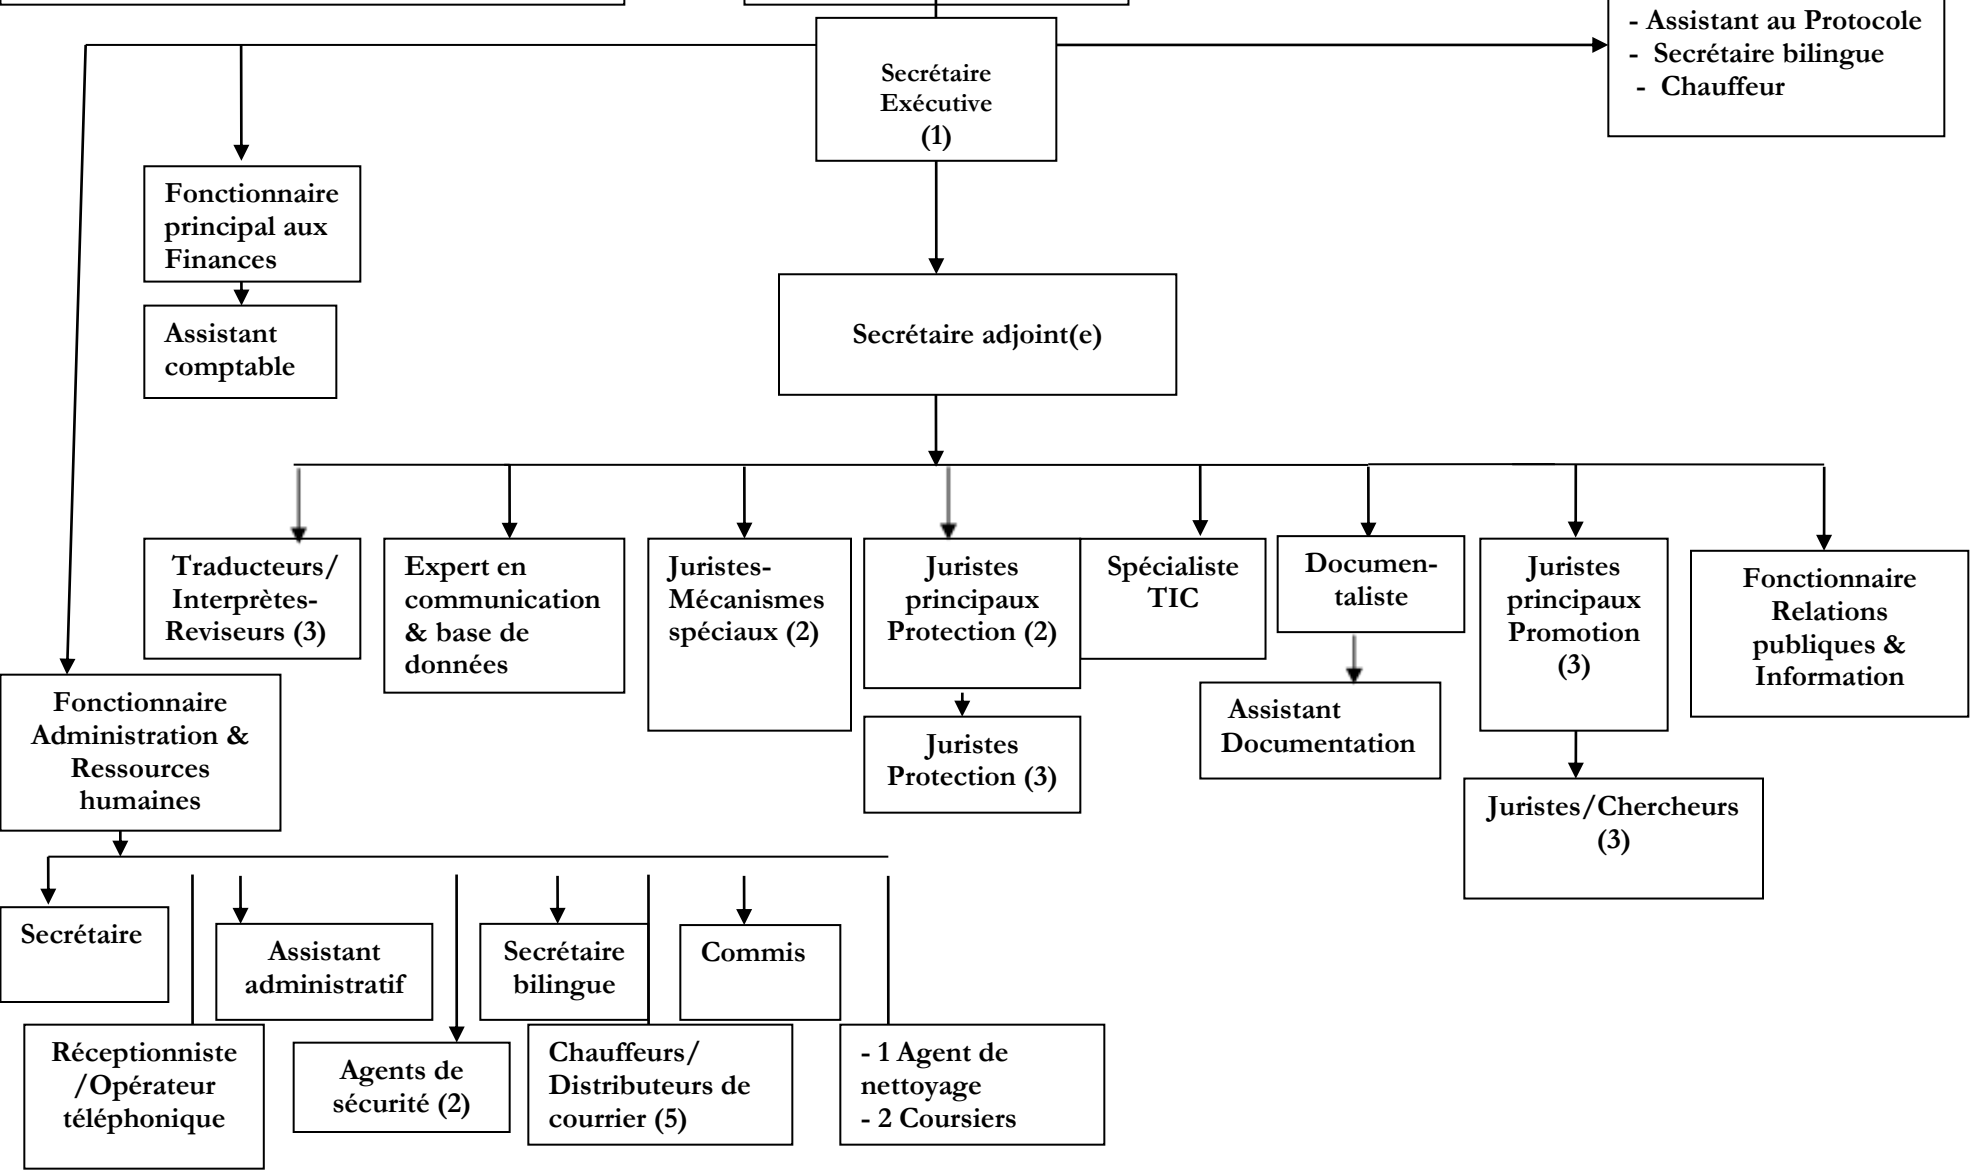 - Assistant au Protocole
- Secrétaire bilingue
- Chauffeur
Secrétaire
Exécutive
(1)
Fonctionnaire
principal aux
Finances
Assistant
comptable
Secrétaire adjoint(e)
Traducteurs/
Interprètes-
Reviseurs (3)
Expert en
communication
& base de
données
Juristes-
Mécanismes
spéciaux (2)
Juristes
principaux
Protection (2)
Spécialiste
TIC
Documen-
taliste
Juristes
principaux
Promotion
(3)
Fonctionnaire
Relations
publiques &
Information
Juristes
Protection (3)
Assistant
Documentation
Juristes/Chercheurs
(3)
Fonctionnaire
Administration &
Ressources
humaines
Secrétaire
Assistant
administratif
Secrétaire
bilingue
Commis
Réceptionniste
/Opérateur
téléphonique
Agents de
sécurité (2)
Chauffeurs/
Distributeurs de
courrier (5)
- 1 Agent de
nettoyage
- 2 Coursiers